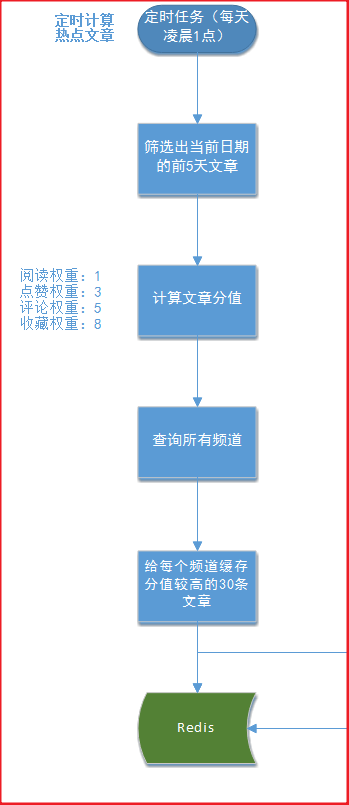 定时计算
热点文章
定时任务（每天
凌晨1点）
筛选出当前日期
的前5天文章
阅读权重：1
点赞权重：3
评论权重：5
收藏权重：8
计算文章分值
查询所有频道
给每个频道缓存
分值较高的30条
文章
Redis